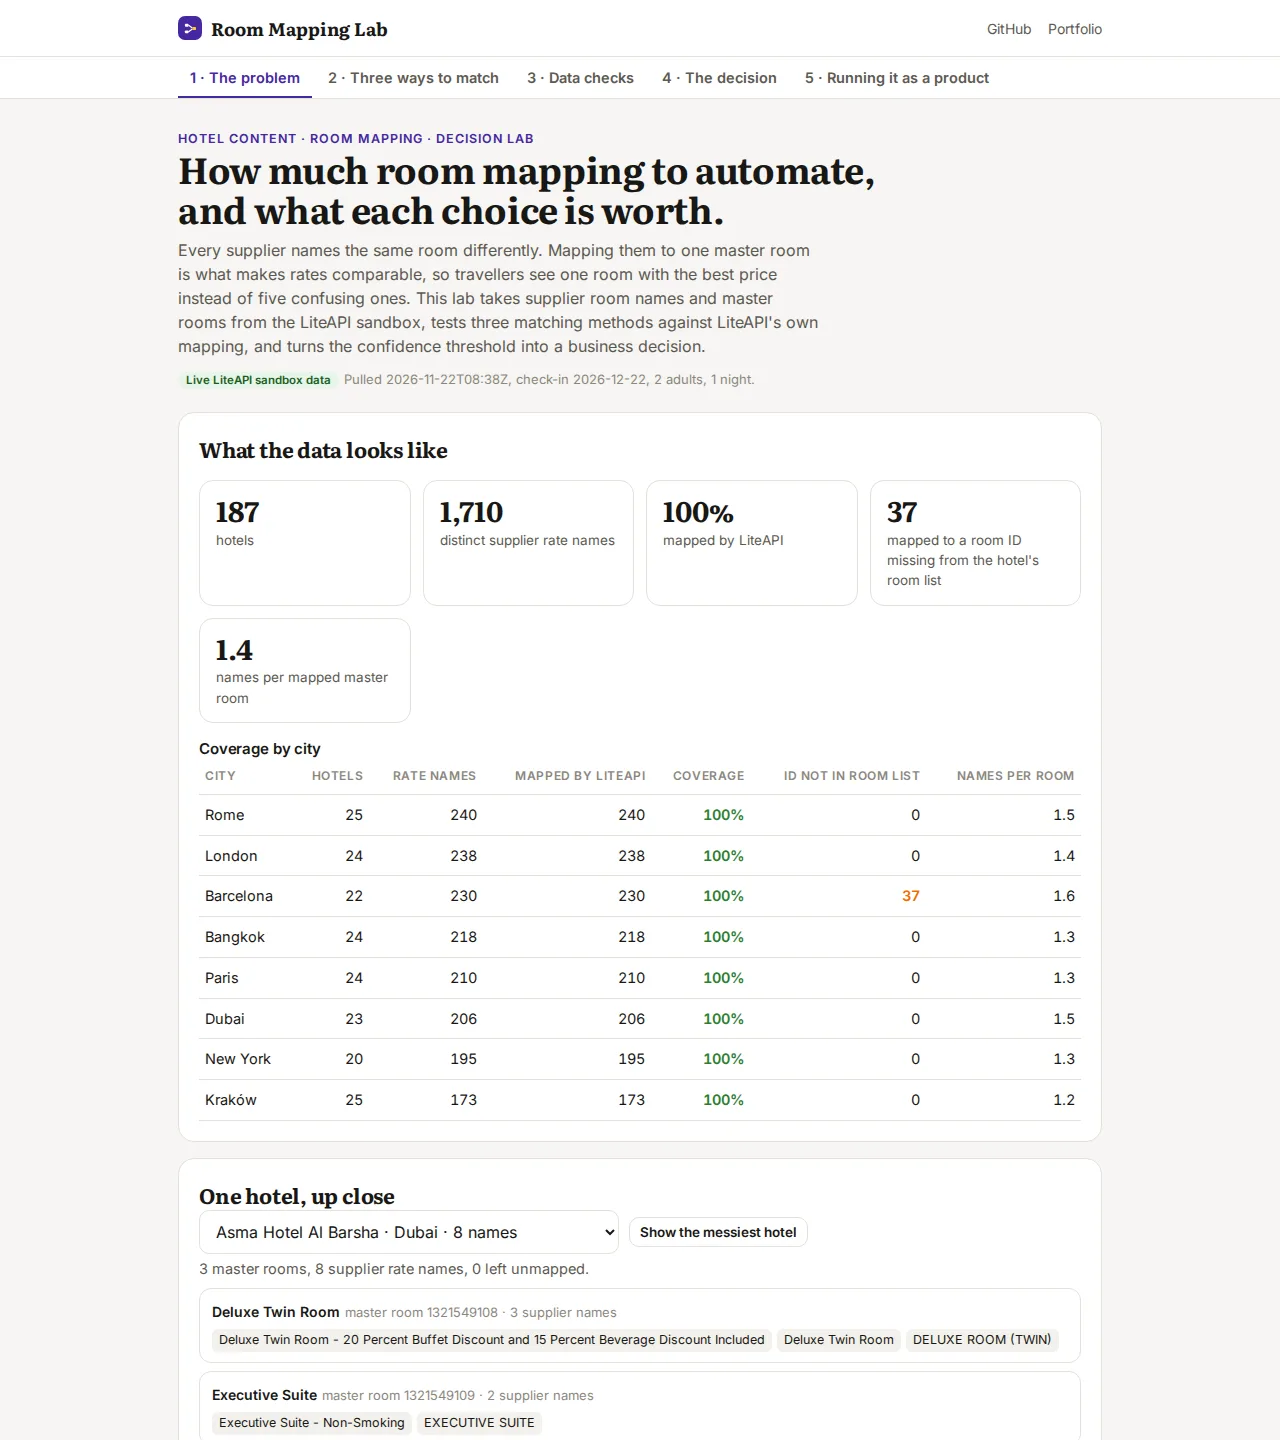 Room Mapping Lab
GitHub Portfolio
1 · The problem 2 · Three ways to match 3 · Data checks 4 · The decision 5 · Running it as a product
HOTEL CONTENT · ROOM MAPPING · DECISION LAB
How much room mapping to automate,
and what each choice is worth.
Every supplier names the same room differently. Mapping them to one master room
is what makes rates comparable, so travellers see one room with the best price
instead of five confusing ones. This lab takes supplier room names and master
rooms from the LiteAPI sandbox, tests three matching methods against LiteAPI's own
mapping, and turns the confidence threshold into a business decision.
Live LiteAPI sandbox data Pulled 2026-11-22T08:38Z, check-in 2026-12-22, 2 adults, 1 night.
What the data looks like
187
hotels
1,710
distinct supplier rate names
100%
mapped by LiteAPI
37
mapped to a room ID
missing from the hotel's
room list
1.4
names per mapped master
room
Coverage by city
CITY HOTELS RATE NAMES MAPPED BY LITEAPI COVERAGE ID NOT IN ROOM LIST NAMES PER ROOM
Rome 25 240 240 100% 0 1.5
London 24 238 238 100% 0 1.4
Barcelona 22 230 230 100% 37 1.6
Bangkok 24 218 218 100% 0 1.3
Paris 24 210 210 100% 0 1.3
Dubai 23 206 206 100% 0 1.5
New York 20 195 195 100% 0 1.3
Kraków 25 173 173 100% 0 1.2
One hotel, up close
Asma Hotel Al Barsha · Dubai · 8 names Show the messiest hotel
3 master rooms, 8 supplier rate names, 0 left unmapped.
Deluxe Twin Room master room 1321549108 · 3 supplier names
Deluxe Twin Room - 20 Percent Buffet Discount and 15 Percent Beverage Discount Included Deluxe Twin Room DELUXE ROOM (TWIN)
Executive Suite master room 1321549109 · 2 supplier names
Executive Suite - Non-Smoking EXECUTIVE SUITE